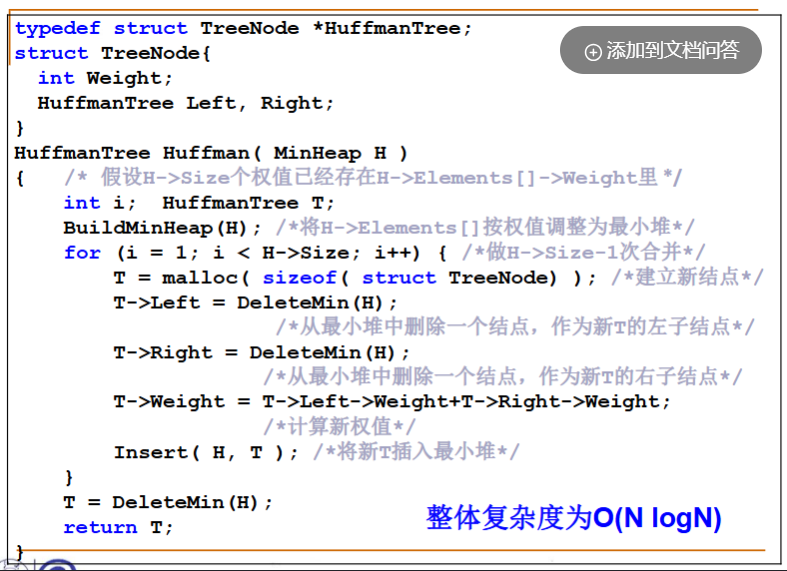 typedef struct TreeNode *HuffmanTree;
添加到文档问答
struct TreeNode{
int Weight;
HuffmanTree Left, Right;
}
HuffmanTree Huffman( MinHeap H )
{ /* 假设H->Size个权值已经存在H->Elements[]->Weight里 */
int i; HuffmanTree T;
BuildMinHeap(H); /*将H->Elements[]按权值调整为最小堆*/
for (i = 1; i < H->Size; i++) { /*做H->Size-1次合并*/
T = malloc( sizeof( struct TreeNode) ); /*建立新结点*/
T->Left = DeleteMin(H);
/*从最小堆中删除一个结点，作为新T的左子结点*/
T->Right = DeleteMin(H);
/*从最小堆中删除一个结点，作为新T的右子结点*/
T->Weight = T->Left->Weight+T->Right->Weight;
/*计算新权值*/
Insert( H, T ); /*将新T插入最小堆*/
}
T = DeleteMin(H);
return T;
整体复杂度为O(N logN)
}